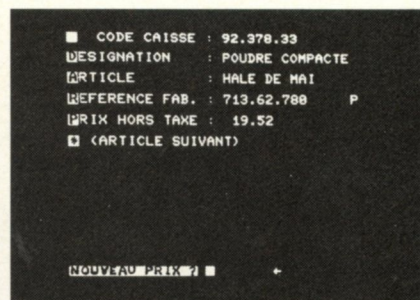 CODE CAISSE : 92.378.33
DESIGNATION : POUDRE COMPACTE
ARTICLE : HALE DE MAI
REFERENCE FAB. : 713.62.780 P
PRIX HORS TAXE : 19.52
+ (ARTICLE SUIVANT)
NOUVEAU PRIX ? ←